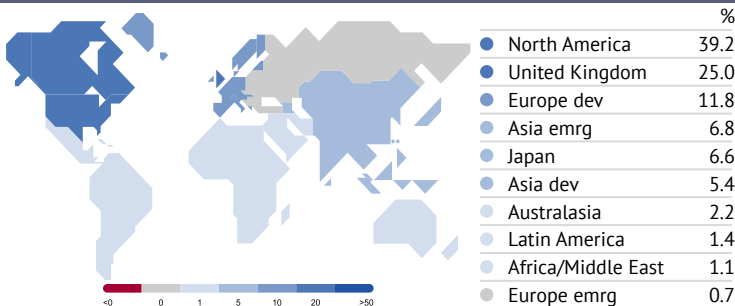 %
North America 39.2
United Kingdom 25.0
Europe dev 11.8
Asia emrg 6.8
Japan 6.6
Asia dev 5.4
Australasia 2.2
Latin America 1.4
Africa/Middle East 1.1
Europe emrg 0.7
<0 0 1 5 10 20 >50